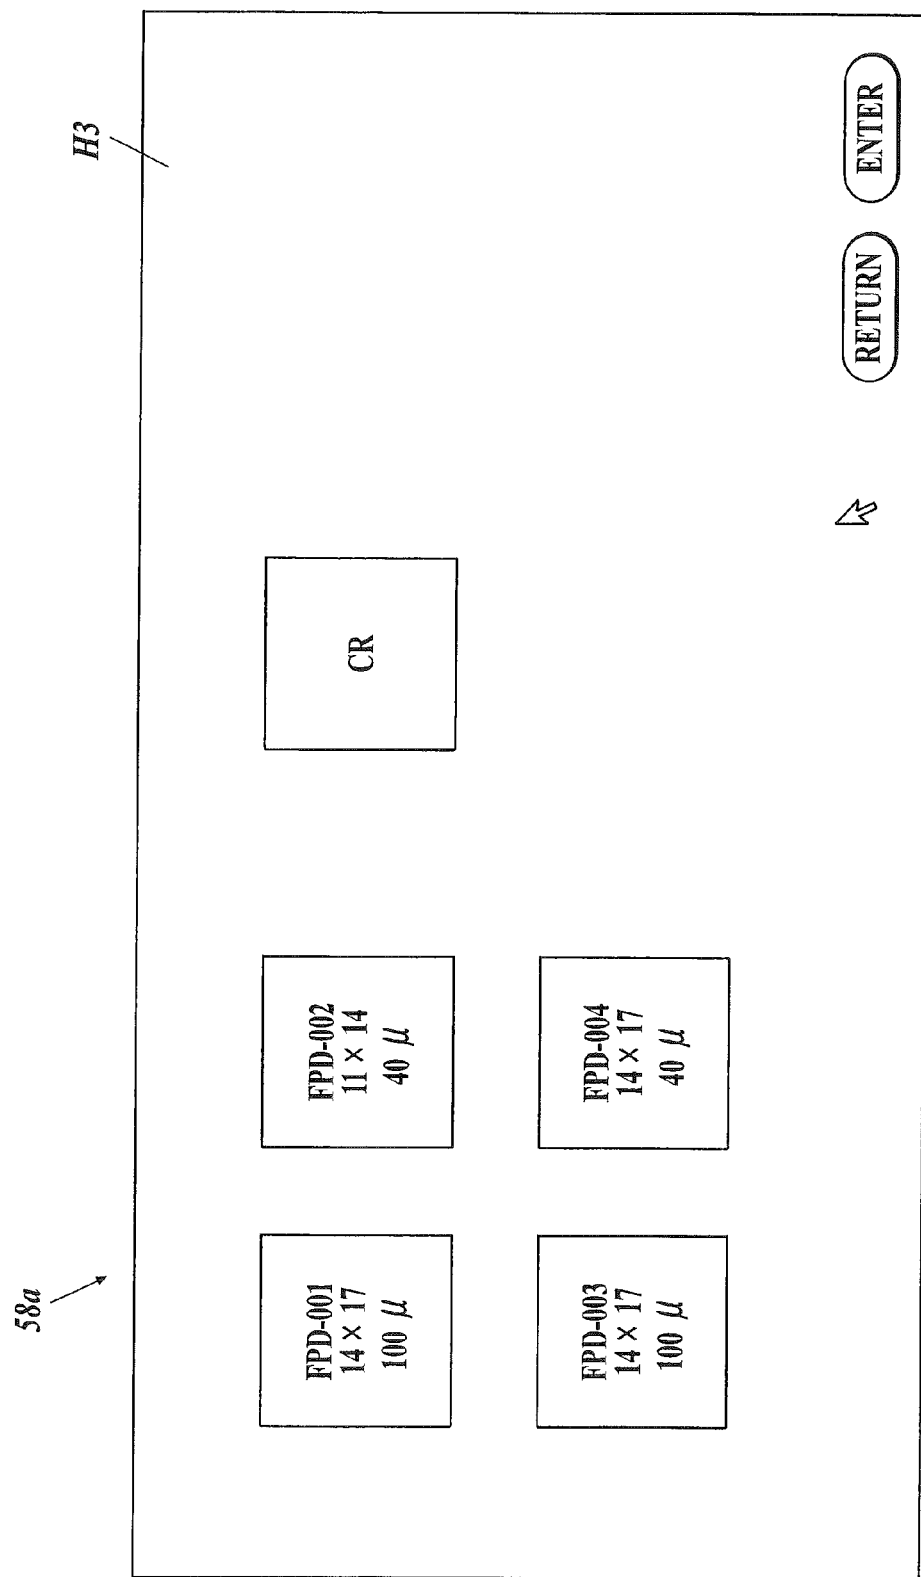 58a
H3
FPD-001
14 × 17
100 μ
FPD-002
11 × 14
40 μ
CR
FPD-003
14 × 17
100 μ
FPD-004
14 × 17
40 μ
RETURN
ENTER